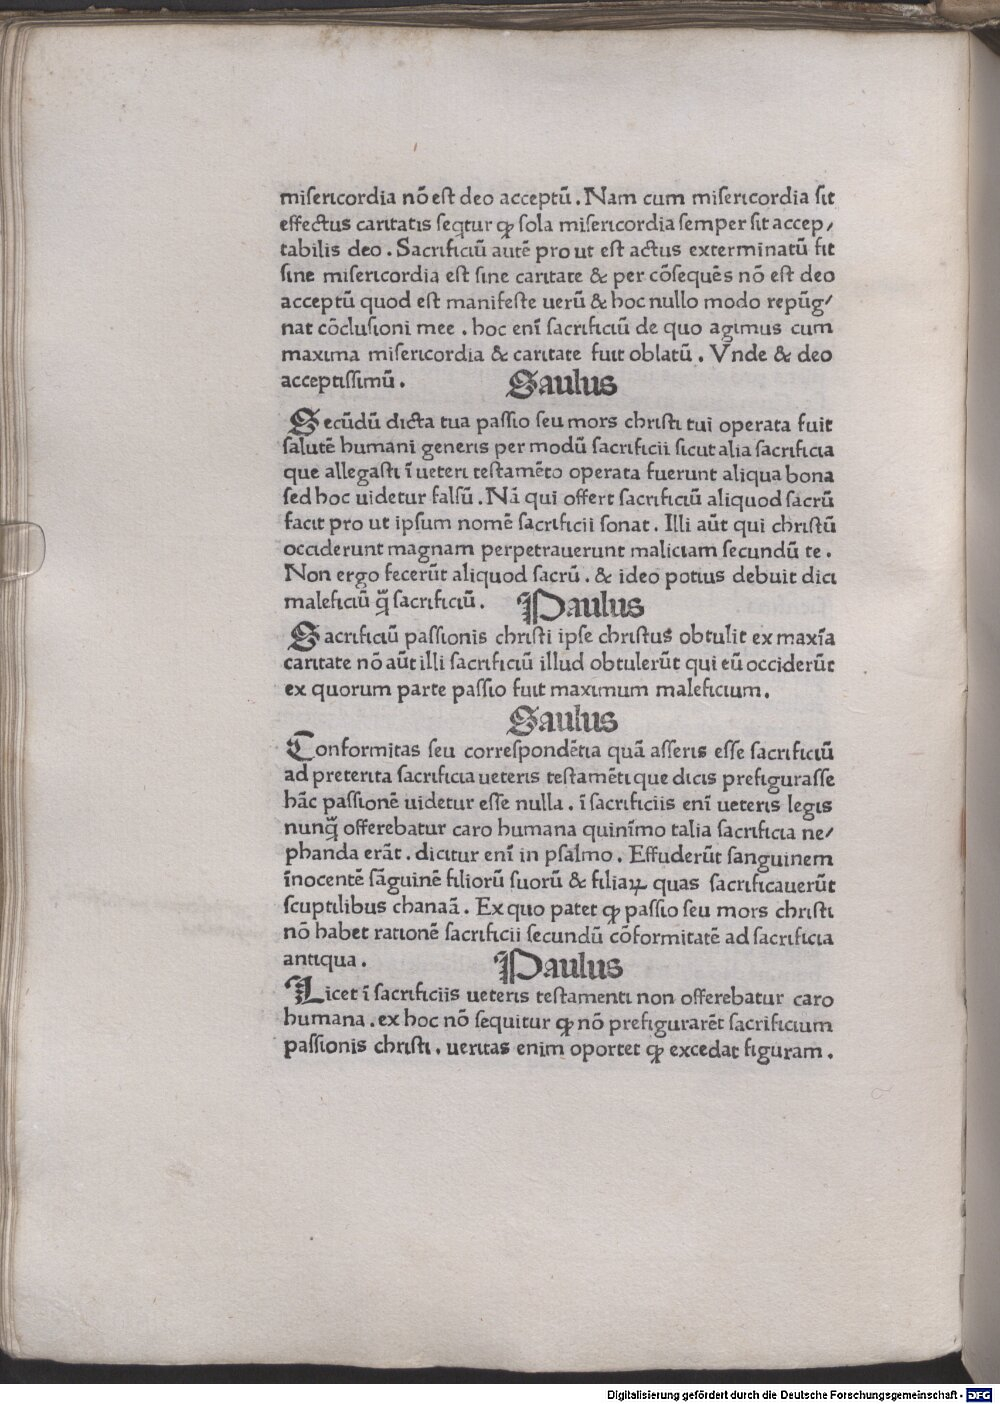 miſericordia nō eſt deo acceptū . Nam cum miſericordia ſit
effectus caritatis ſeqtur ꝙ ſola miſericordia ſemper ſit accep⸝
tabilis deo . Sacrificiū autē pro ut eſt actus exterminatū fit
ſine miſericordia eſt ſine caritate & per cōſequēs nō eſt deo
acceptū quod eſt manifeſte uerū & hoc nullo modo repūg⸝
nat cōcluſioni mee . hoc enī ſacrificiū de quo agimus cum
maxima miſericordia & caritate fuit oblatū . Vnde & deo
acceptiſſimū .
Saulus
Secūdū dicta tua paſſio ſeu mors chriſti tui operata fuit
ſalutē humani generis per modū ſacrificii ſicut alia ſacrificia
que allegaſti ī ueteri teſtamēto operata fuerunt aliqua bona
ſed hoc uidetur falſū . Nā qui offert ſacrificiū aliquod ſacrū
facit pro ut ipſum nomē ſacrificii ſonat . Illi aūt qui chriſtū
occiderunt magnam perpetrauerunt maliciam ſecundū te .
Non ergo fecerūt aliquod ſacrū . & ideo potius debuit dici
maleficiū q̄ ſacrificiū .
Paulus
Sacrificiū paſſionis chriſti ipſe chriſtus obtulit ex maxīa
caritate nō aūt illi ſacrificiū illud obtulerūt qui eū occiderūt
ex quorum parte paſſio fuit maximum maleficium .
Saulus
Conformitas ſeu correſpondētia quā aſſeris eſſe ſacrificiū
ad preterita ſacrificia ueteris teſtamēti que dicis prefiguraſſe
hāc paſſionē uidetur eſſe nulla . ī ſacrificiis enī ueteris legis
nunq̄ offerebatur caro humana quinīmo talia ſacrificia ne⸝
phanda erāt . dicitur enī in pſalmo . Effuderūt ſanguinem
īnocentē ſāguinē filiorū ſuorū & filiaꝝ quas ſacrificauerūt
ſcuptilibus chanaā . Ex quo patet ꝙ paſſio ſeu mors chriſti
nō habet rationē ſacrificii ſecundū cōformitatē ad ſacrificia
antiqua .
Paulus
Licet ī ſacrificiis ueteris teſtamenti non offerebatur caro
humana . ex hoc nō ſequitur ꝙ nō prefigurarēt ſacrificium
paſſionis chriſti . ueritas enim oportet ꝙ excedat figuram .
Digitalisierung gefördert durch die Deutsche Forschungsgemeinschaft - DFG